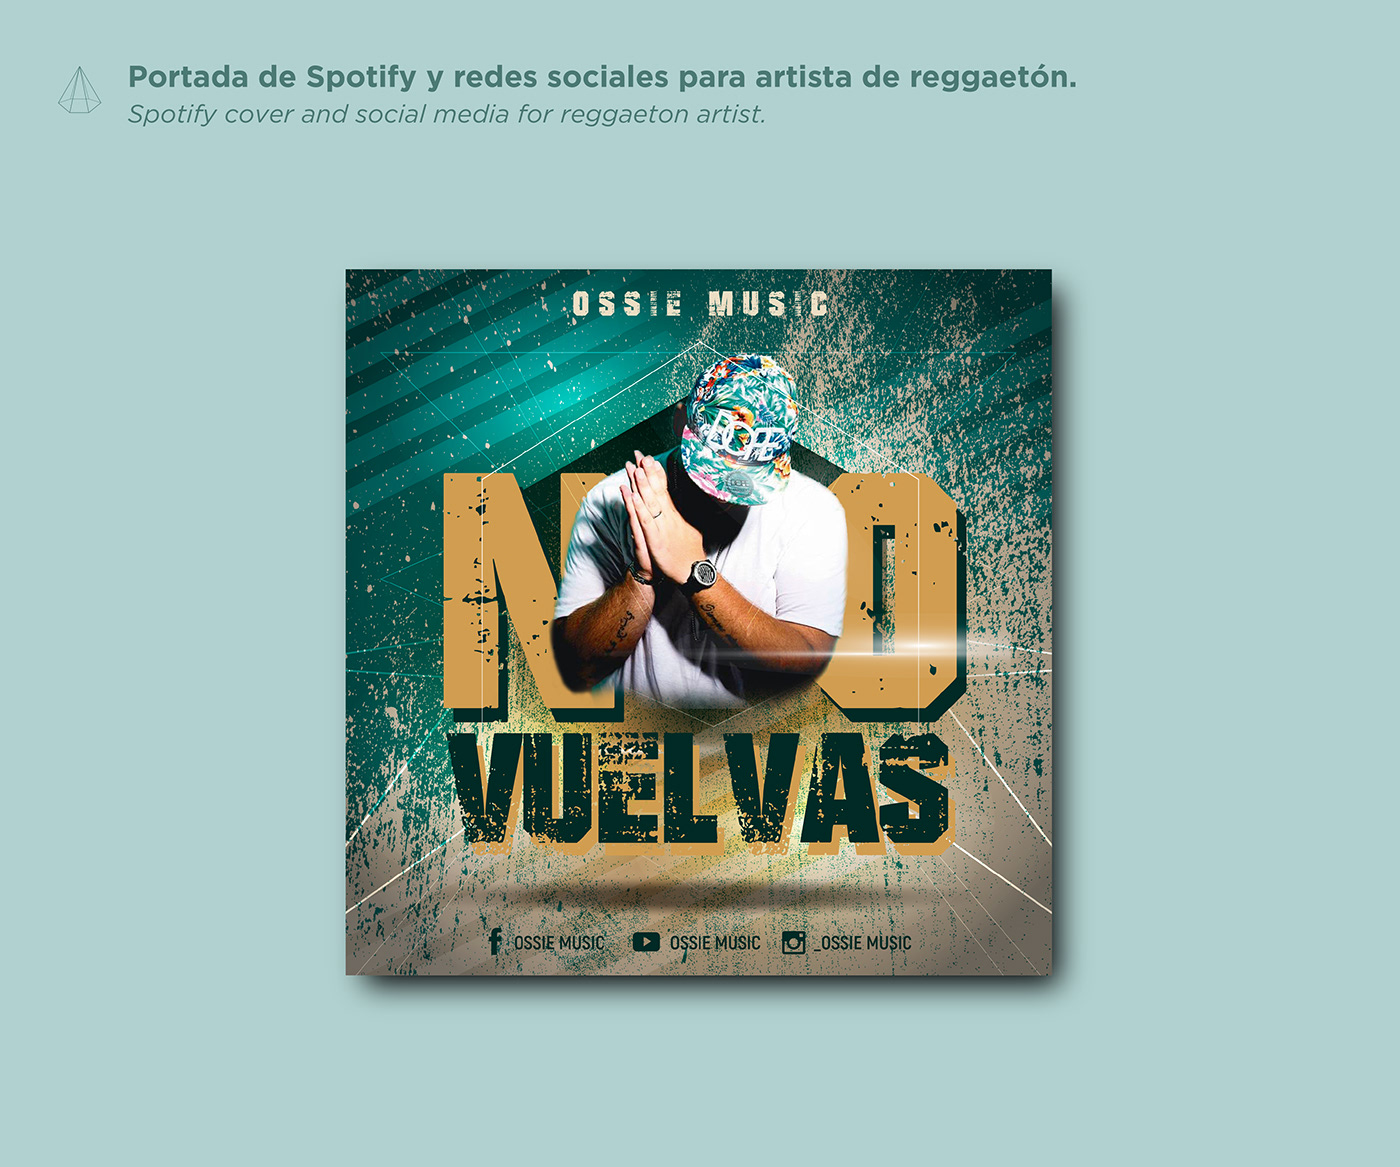 Portada de Spotify y redes sociales para artista de reggaetón.
Spotify cover and social media for reggaeton artist.
OSSIE MUSIC
DOPE
NO
VUELVAS
OSSIE MUSIC OSSIE MUSIC _OSSIE MUSIC